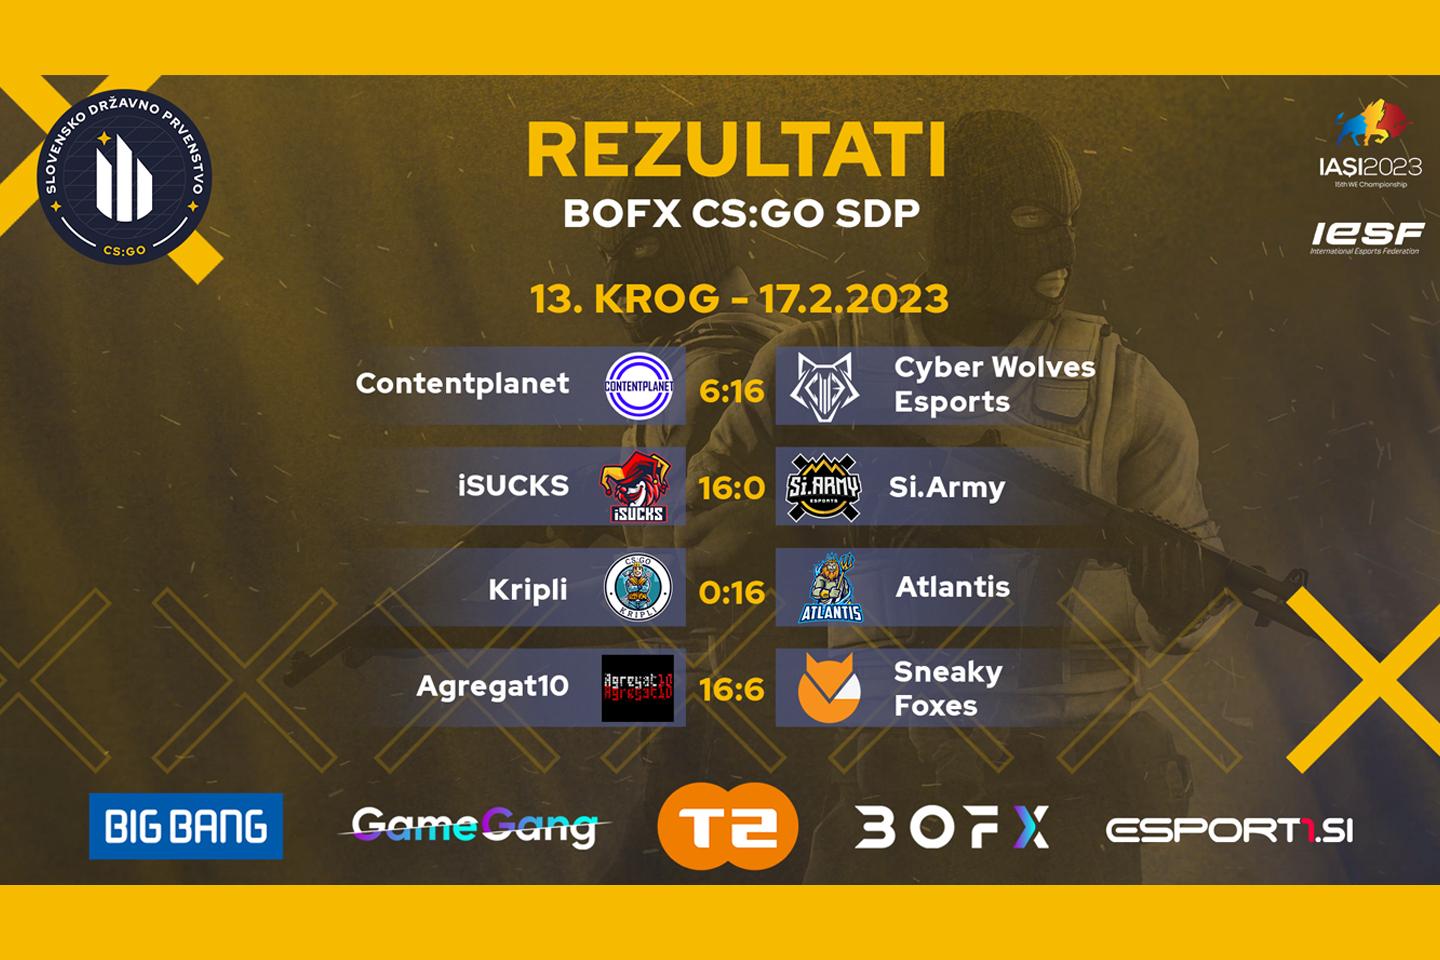 SLOVENSKO DRŽAVNO PRVENSTVO
CS:GO
REZULTATI
BOFX CS:GO SDP
13. KROG - 17.2.2023
IAȘI2023
15th WE Championship
IESF
International Esports Federation
Contentplanet
CONTENTPLANET
6:16
Cyber Wolves
Esports
iSUCKS
iSUCKS
16:0
Si.ARMY
ESPORTS
Si.Army
Kripli
CS:GO
KRIPLI
0:16
ATLANTIS
Atlantis
Agregat10
Agregat10
Agregat10
16:6
Sneaky
Foxes
BIG BANG
GameGang
T2
BOFX
ESPORT1.SI